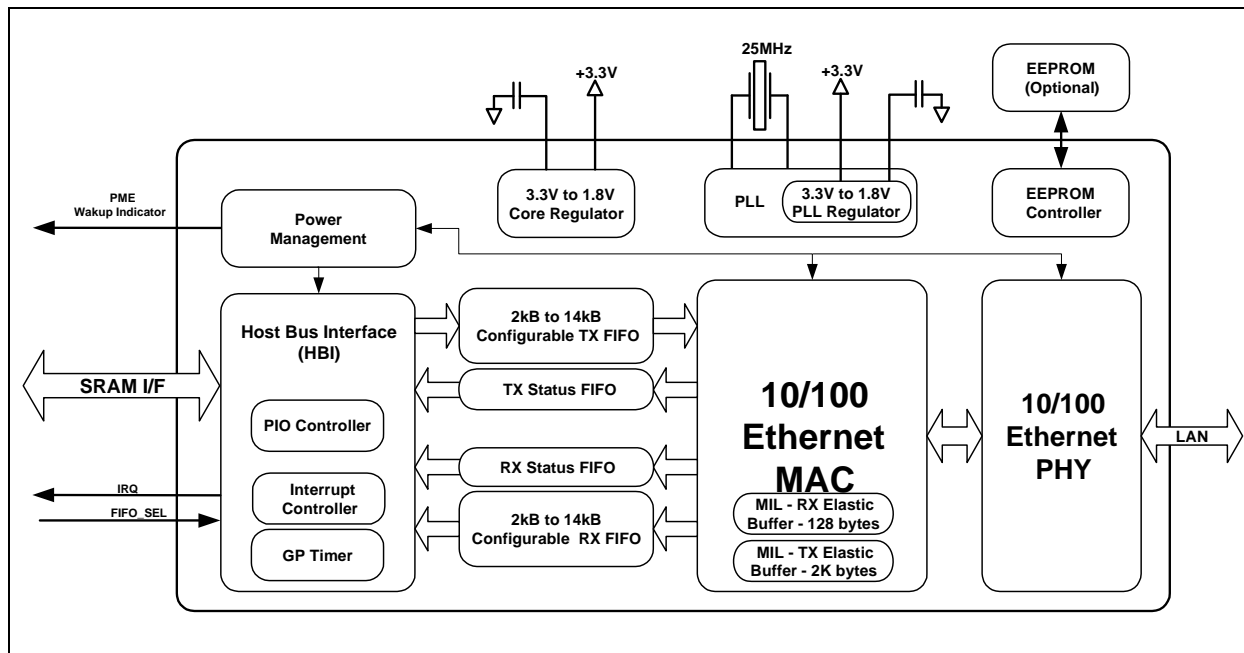 25MHz
+3.3V
+3.3V
EEPROM
(Optional)
PME
Wakup Indicator
Power
Management
3.3V to 1.8V
Core Regulator
PLL
3.3V to 1.8V
PLL Regulator
EEPROM
Controller
Host Bus Interface
(HBI)
2kB to 14kB
Configurable TX FIFO
SRAM I/F
TX Status FIFO
PIO Controller
RX Status FIFO
IRQ
FIFO_SEL
Interrupt
Controller
2kB to 14kB
Configurable RX FIFO
GP Timer
10/100
Ethernet
MAC
MIL - RX Elastic
Buffer - 128 bytes
MIL - TX Elastic
Buffer - 2K bytes
10/100
Ethernet
PHY
LAN